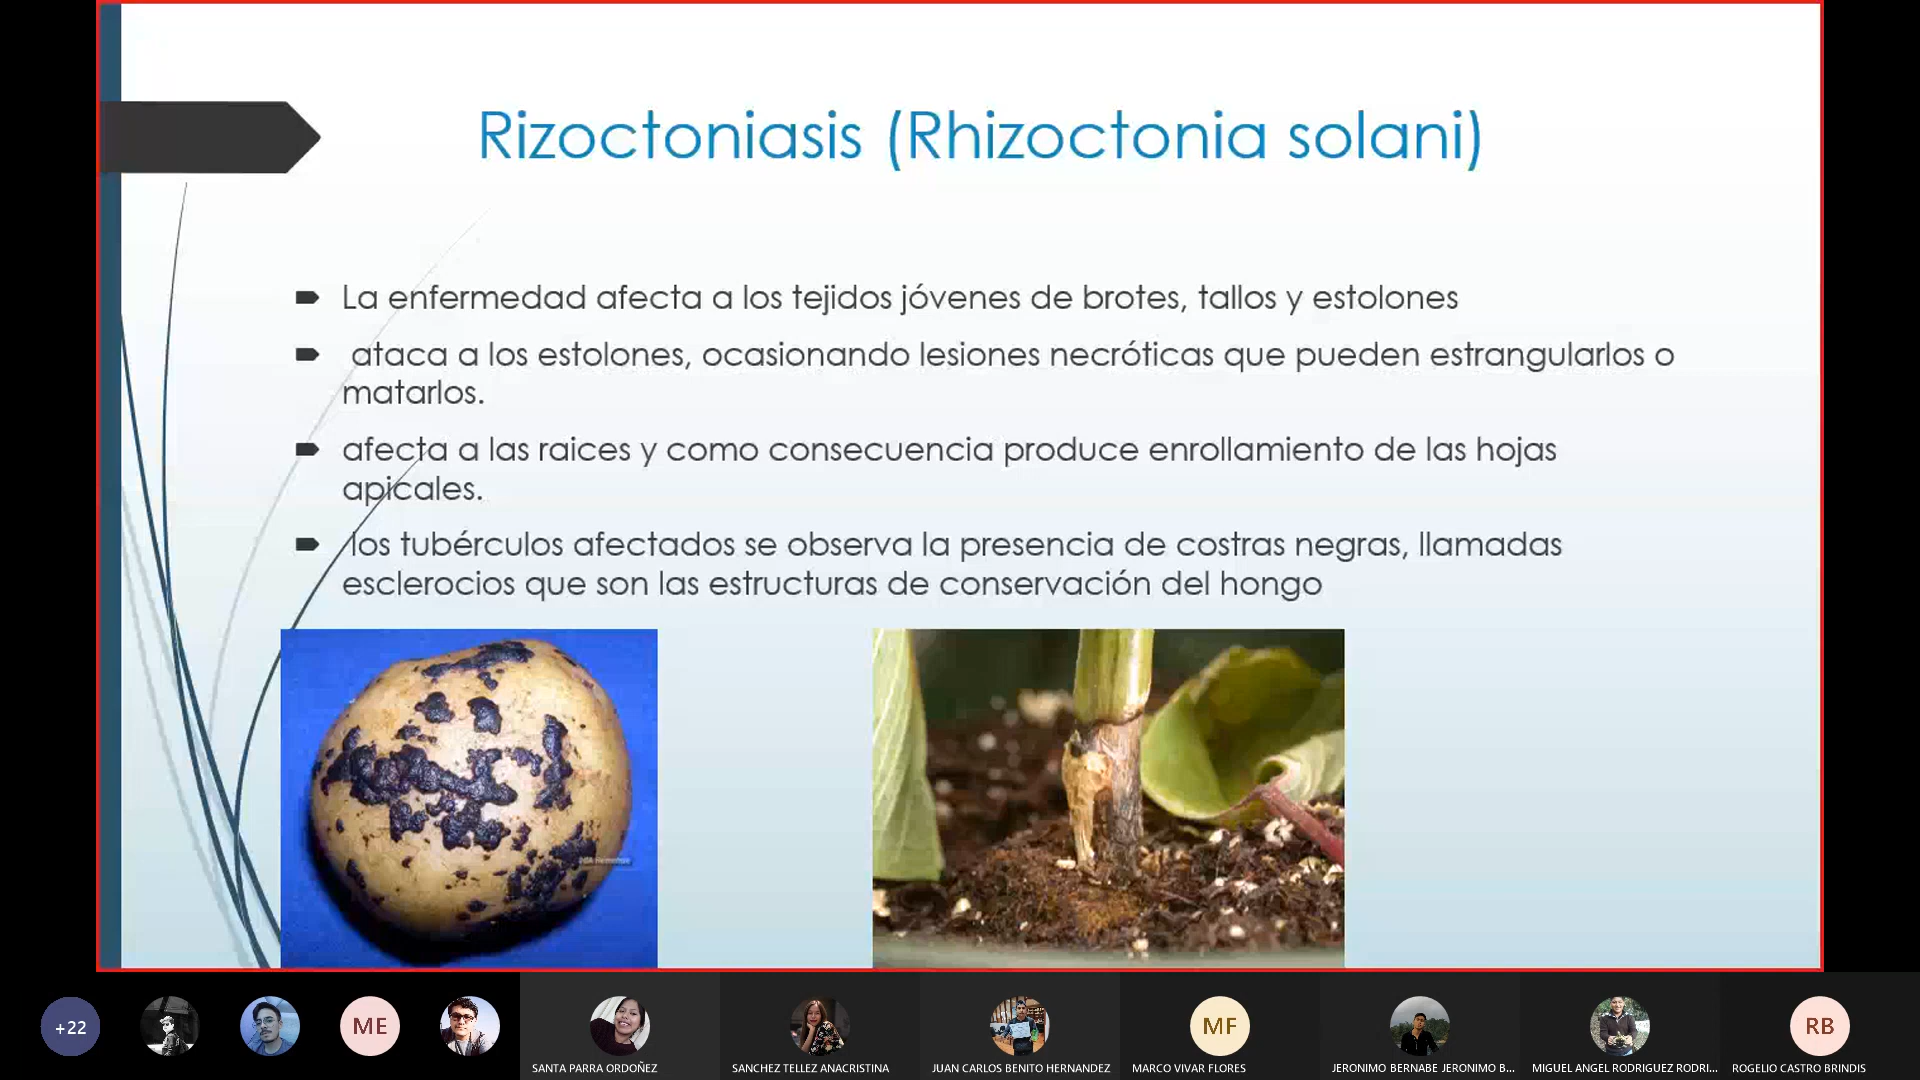 Rizoctoniasis (Rhizoctonia solani)
La enfermedad afecta a los tejidos jóvenes de brotes, tallos y estolones
ataca a los estolones, ocasionando lesiones necróticas que pueden estrangularlos o
matarlos.
afecta a las raices y como consecuencia produce enrollamiento de las hojas
apicales.
los tubérculos afectados se observa la presencia de costras negras, llamadas
esclerocios que son las estructuras de conservación del hongo
+22
ME
MF
RB
SANTA PARRA ORDOÑEZ
SANCHEZ TELLEZ ANACRISTINA
JUAN CARLOS BENITO HERNANDEZ
MARCO VIVAR FLORES
JERONIMO BERNABE JERONIMO B...
MIGUEL ANGEL RODRIGUEZ RODRI...
ROGELIO CASTRO BRINDIS